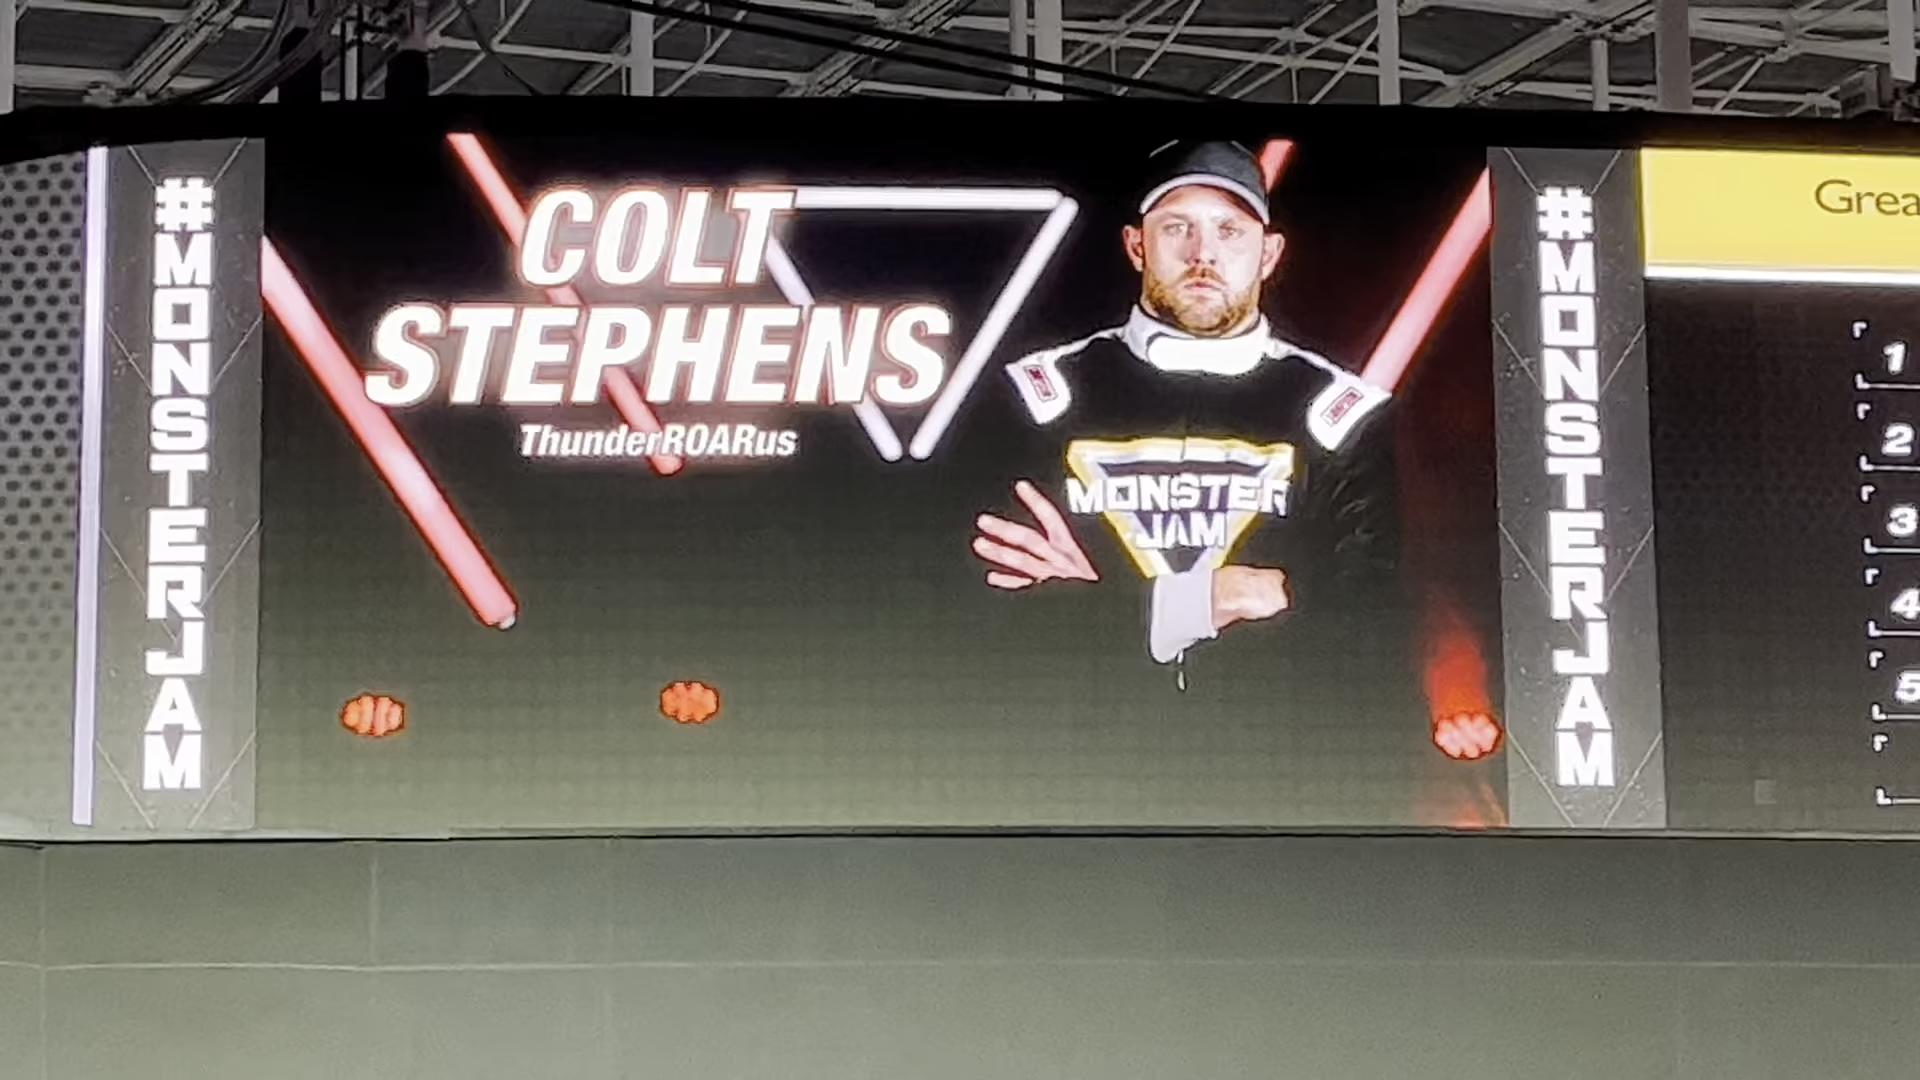 #MONSTERJAM
COLT
STEPHENS
ThunderROARus
MONSTER
JAM
#MONSTERJAM
Grea
1
2
3
4
5